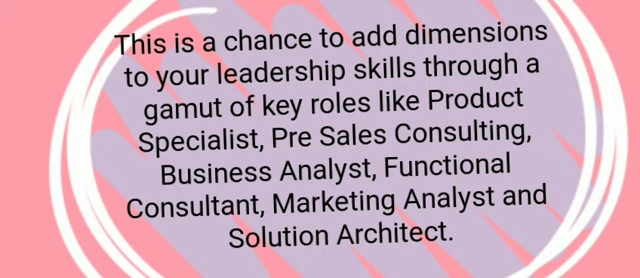 This is a chance to add dimensions
to your leadership skills through a
gamut of key roles like Product
Specialist, Pre Sales Consulting,
Business Analyst, Functional
Consultant, Marketing Analyst and
Solution Architect.